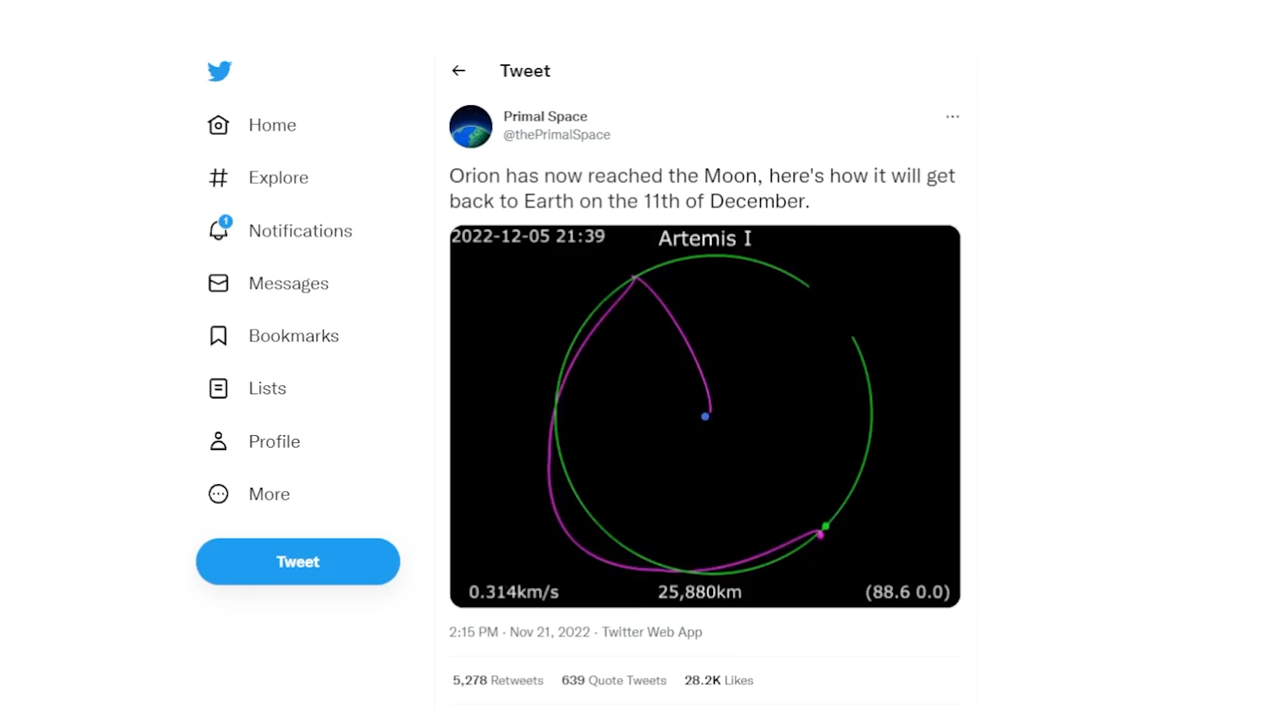 Tweet
Home
Explore
1
Notifications
Messages
Bookmarks
Lists
Profile
More
Tweet
Primal Space
@thePrimalSpace
Orion has now reached the Moon, here's how it will get
back to Earth on the 11th of December.
2022-12-05 21:39
Artemis I
0.314km/s
25,880km
(88.6 0.0)
2:15 PM · Nov 21, 2022 · Twitter Web App
5,278 Retweets 639 Quote Tweets 28.2K Likes